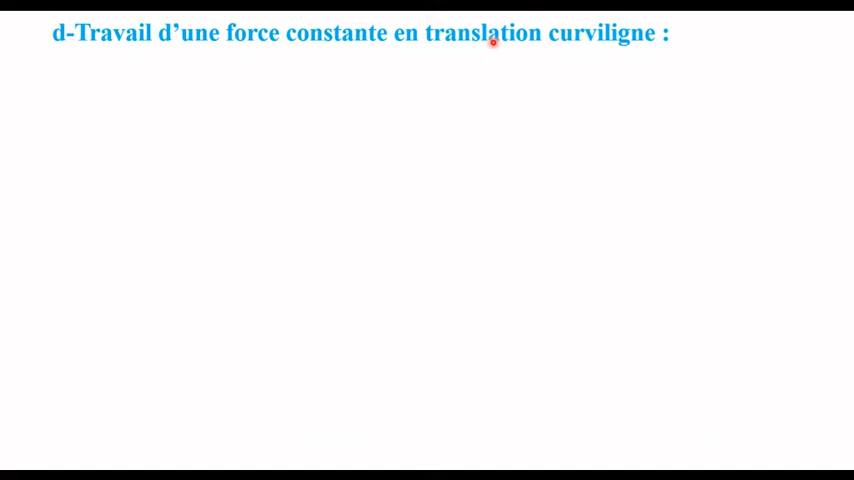 d-Travail d’une force constante en translation curviligne :